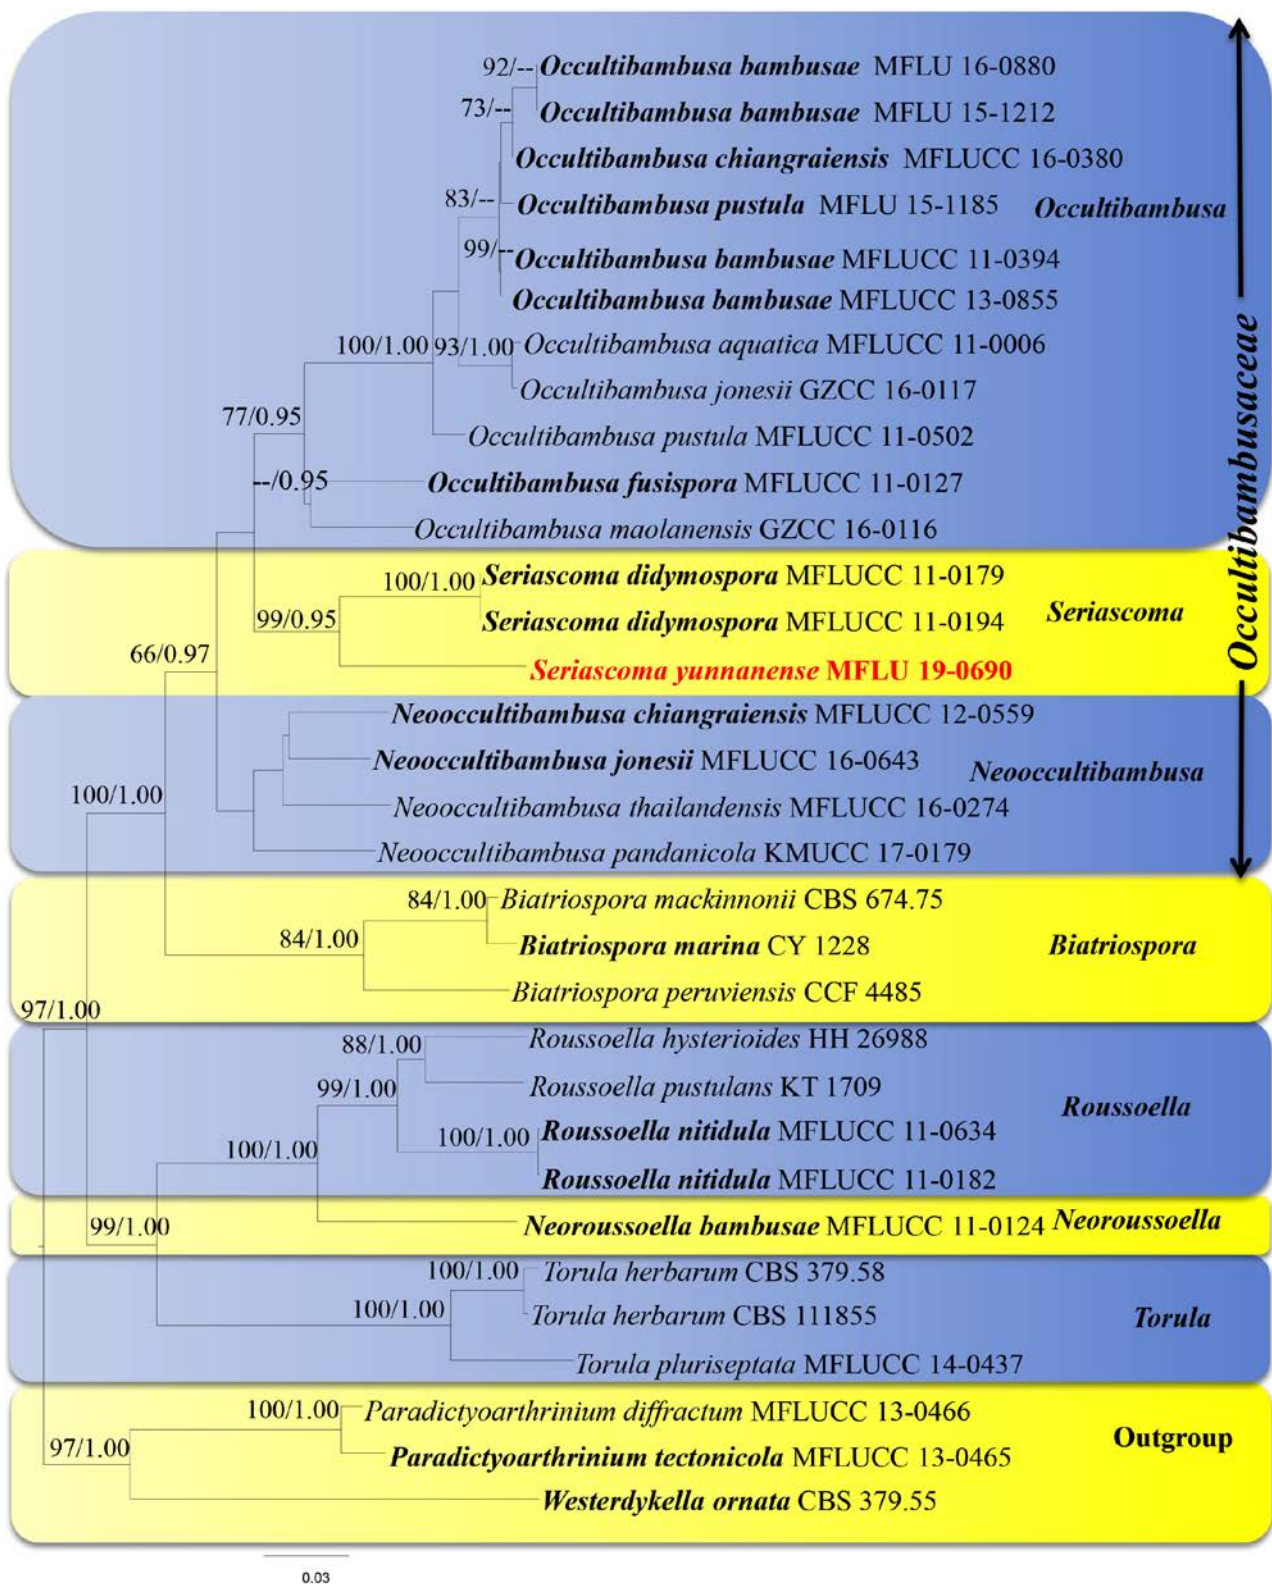 92/--
Occultibambusa bambusae MFLU 16-0880
73/--
Occultibambusa bambusae MFLU 15-1212
Occultibambusa chiangraiensis MFLUCC 16-0380
83/--
Occultibambusa pustula MFLU 15-1185
Occultibambusa
99/--
Occultibambusa bambusae MFLUCC 11-0394
Occultibambusa bambusae MFLUCC 13-0855
100/1.00
93/1.00
Occultibambusa aquatica MFLUCC 11-0006
Occultibambusa jonesii GZCC 16-0117
77/0.95
Occultibambusa pustula MFLUCC 11-0502
--/0.95
Occultibambusa fusispora MFLUCC 11-0127
Occultibambusa maolanensis GZCC 16-0116
Occultibambusaceae
100/1.00
Seriascoma didymospora MFLUCC 11-0179
Seriascoma
99/0.95
Seriascoma didymospora MFLUCC 11-0194
66/0.97
Seriascoma yunnanense MFLU 19-0690
Neooccultibambusa chiangraiensis MFLUCC 12-0559
Neooccultibambusa jonesii MFLUCC 16-0643
Neooccultibambusa
100/1.00
Neooccultibambusa thailandensis MFLUCC 16-0274
Neooccultibambusa pandanicola KMUCC 17-0179
84/1.00
Biatriospora mackinnonii CBS 674.75
84/1.00
Biatriospora marina CY 1228
Biatriospora
Biatriospora peruviensis CCF 4485
97/1.00
88/1.00
Roussoella hysterioides HH 26988
99/1.00
Roussoella pustulans KT 1709
Roussoella
100/1.00
Roussoella nitidula MFLUCC 11-0634
100/1.00
Roussoella nitidula MFLUCC 11-0182
99/1.00
Neoroussoella bambusae MFLUCC 11-0124
Neoroussoella
100/1.00
Torula herbarum CBS 379.58
100/1.00
Torula herbarum CBS 111855
Torula
Torula pluriseptata MFLUCC 14-0437
100/1.00
Paradictyoarthrinium diffractum MFLUCC 13-0466
97/1.00
Outgroup
Paradictyoarthrinium tectonicola MFLUCC 13-0465
Westerdykella ornata CBS 379.55
0.03